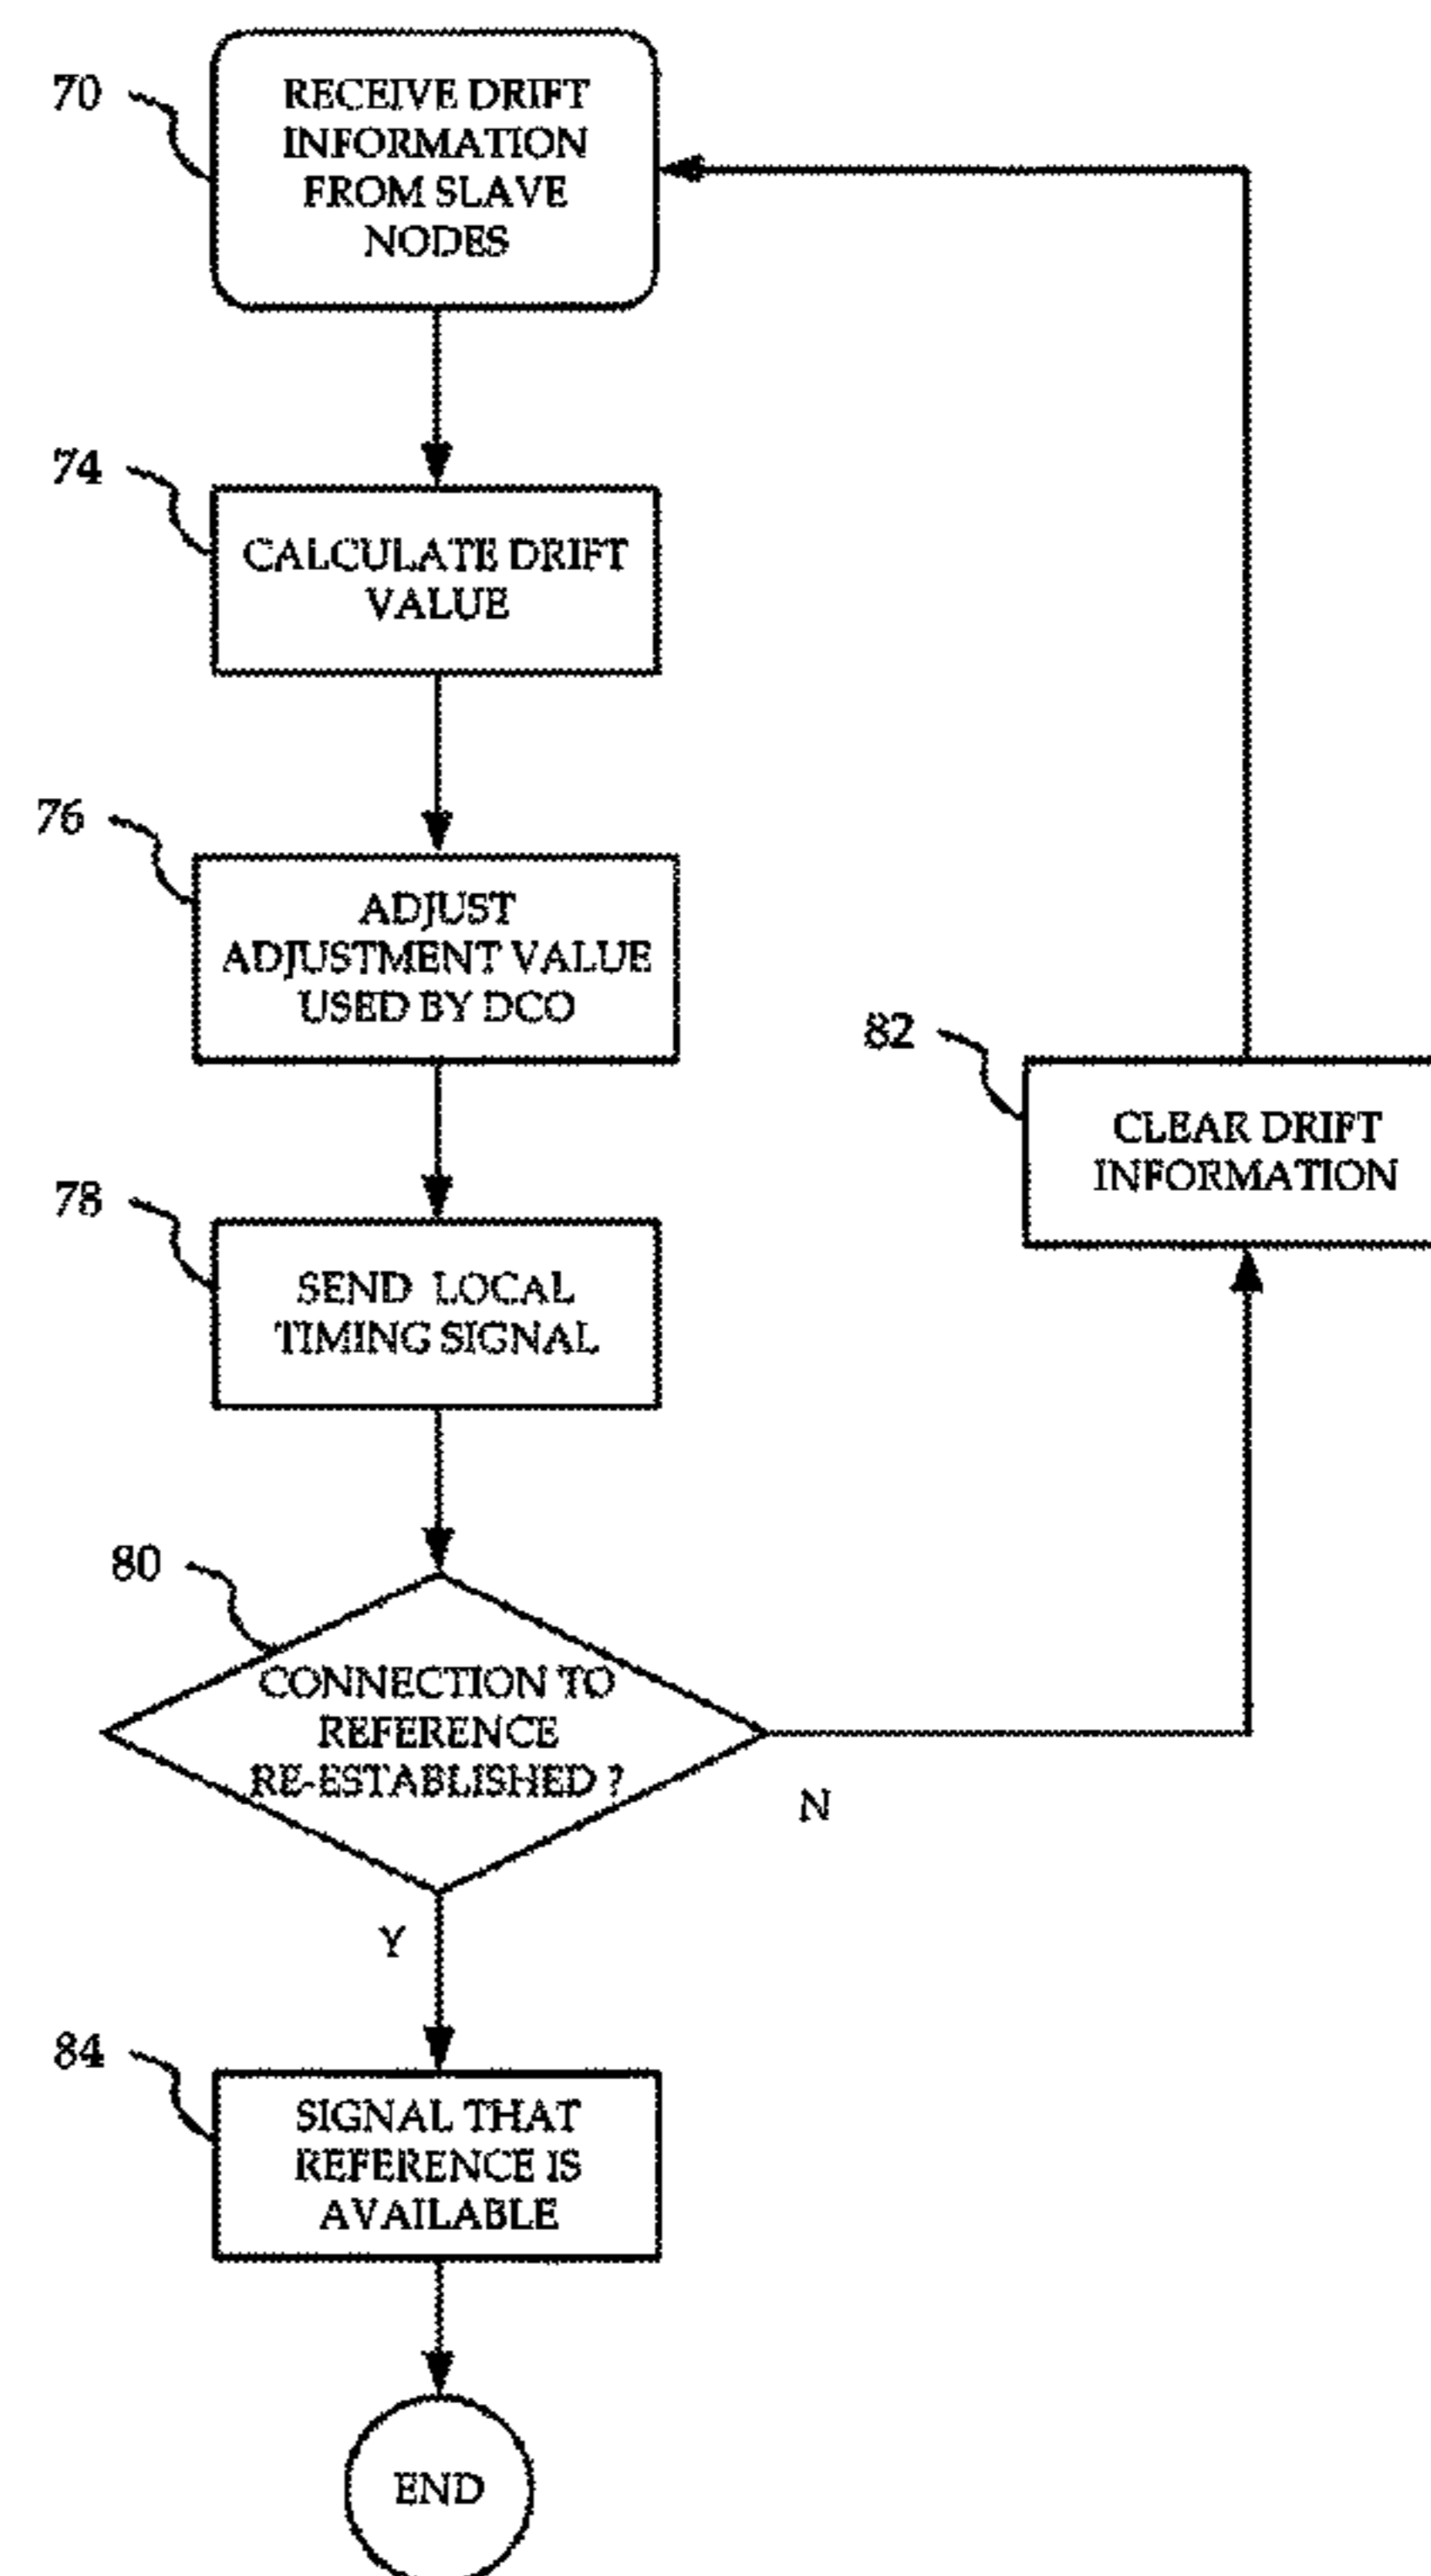 70
RECEIVE DRIFT
INFORMATION
FROM SLAVE
NODES
74
CALCULATE DRIFT
VALUE
76
ADJUST
ADJUSTMENT VALUE
USED BY DCO
82
CLEAR DRIFT
INFORMATION
78
SEND LOCAL
TIMING SIGNAL
80
CONNECTION TO
REFERENCE
RE-ESTABLISHED ?
N
Y
84
SIGNAL THAT
REFERENCE IS
AVAILABLE
END